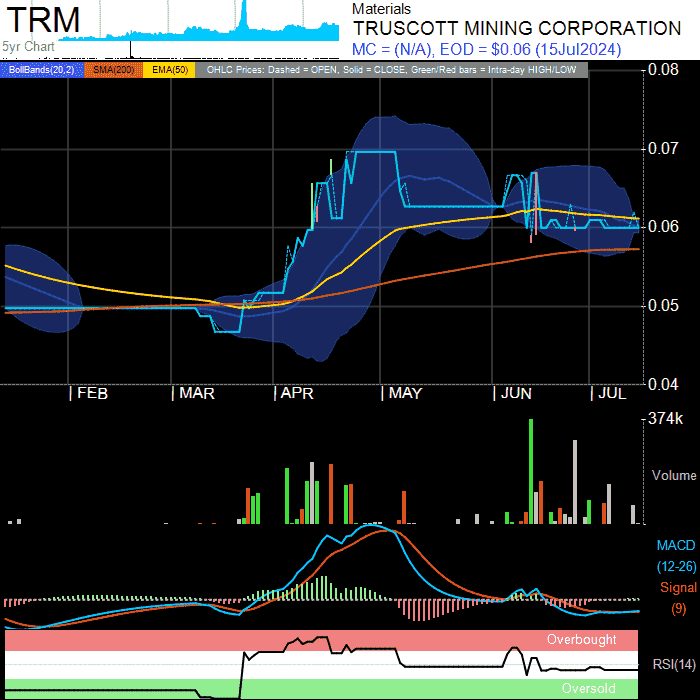 TRM
5yr Chart
Materials
TRUSCOTT MINING CORPORATION
MC = (N/A), EOD = $0.06 (15Jul2024)
BollBands(20,2) SMA(200) EMA(50) OHLC Prices: Dashed = OPEN, Solid = CLOSE, Green/Red bars = Intra-day HIGH/LOW
0.08
0.07
0.06
0.05
0.04
| FEB | MAR | APR | MAY | JUN | JUL
374k
Volume
MACD
(12-26)
Signal
(9)
Overbought
RSI(14)
Oversold